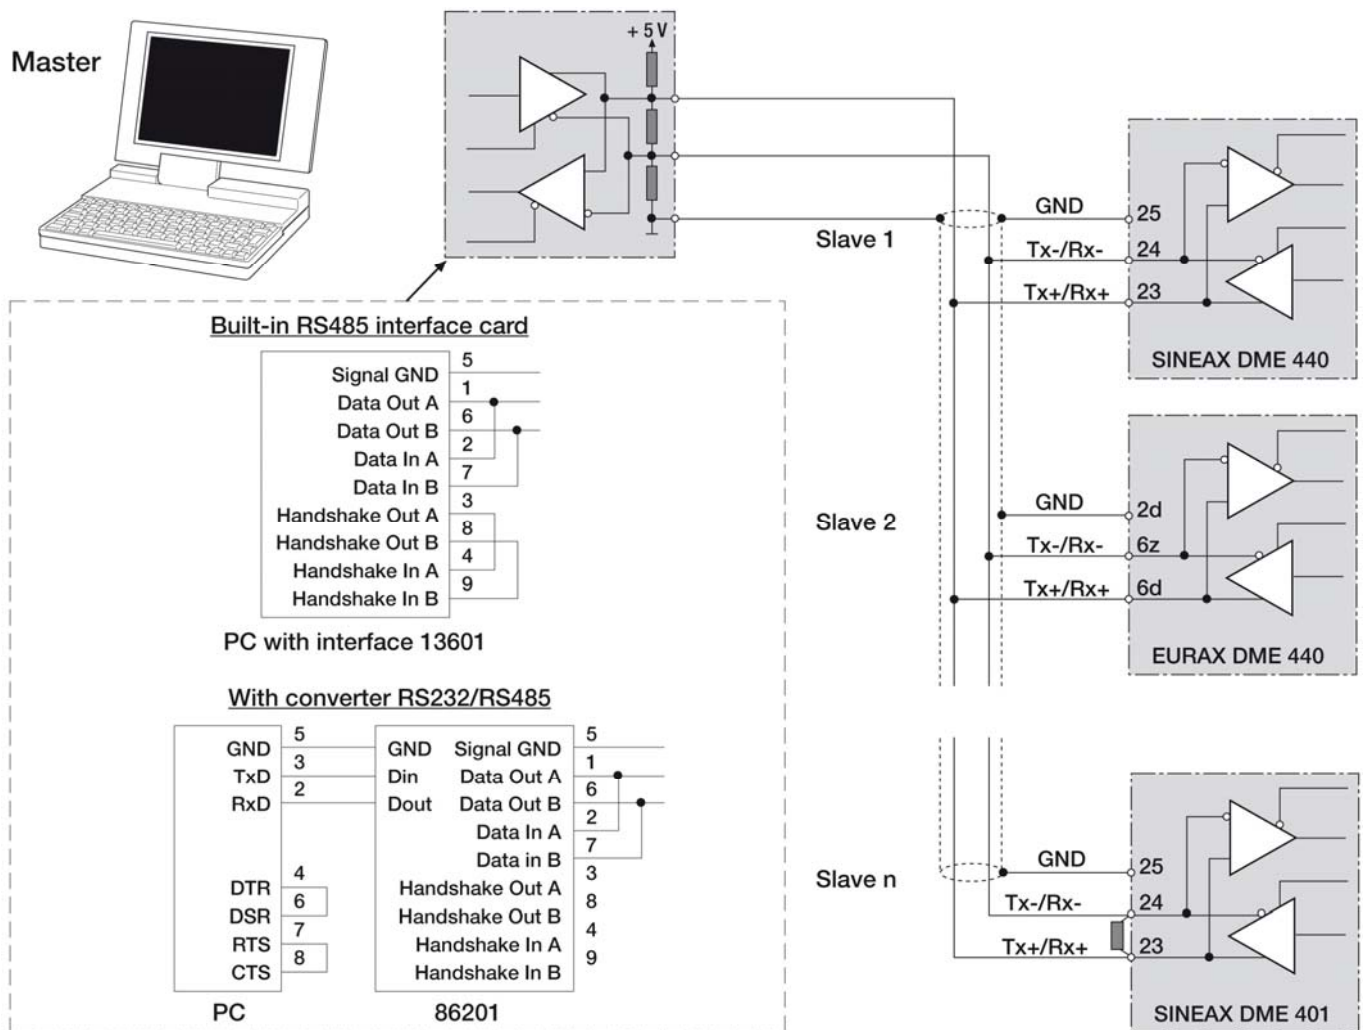 Master
+ 5 V
Built-in RS485 interface card
Signal GND 5
Data Out A 1
Data Out B 6
Data In A 2
Data In B 7
Handshake Out A 3
Handshake Out B 8
Handshake In A 4
Handshake In B 9
PC with interface 13601
With converter RS232/RS485
GND 5
TxD 3
RxD 2
DTR 4
DSR 6
RTS 7
CTS 8
PC
GND Signal GND 5
Din Data Out A 1
Dout Data Out B 6
Data In A 2
Data in B 7
Handshake Out A 3
Handshake Out B 8
Handshake In A 4
Handshake In B 9
86201
Slave 1
GND 25
Tx-/Rx- 24
Tx+/Rx+ 23
SINEAX DME 440
Slave 2
GND 2d
Tx-/Rx- 6z
Tx+/Rx+ 6d
EURAX DME 440
Slave n
GND 25
Tx-/Rx- 24
Tx+/Rx+ 23
SINEAX DME 401